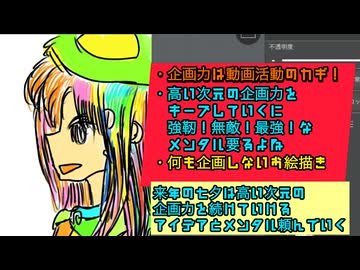 不透明度
・企画力は動画活動のカギ！
・高い次元の企画力を
キープしていくに
強靭！無敵！最強！な
メンタル要るよな
・何も企画しないお絵描き
来年の七夕は高い次元の
企画力を続けていける
アイデアとメンタル頼んでいく